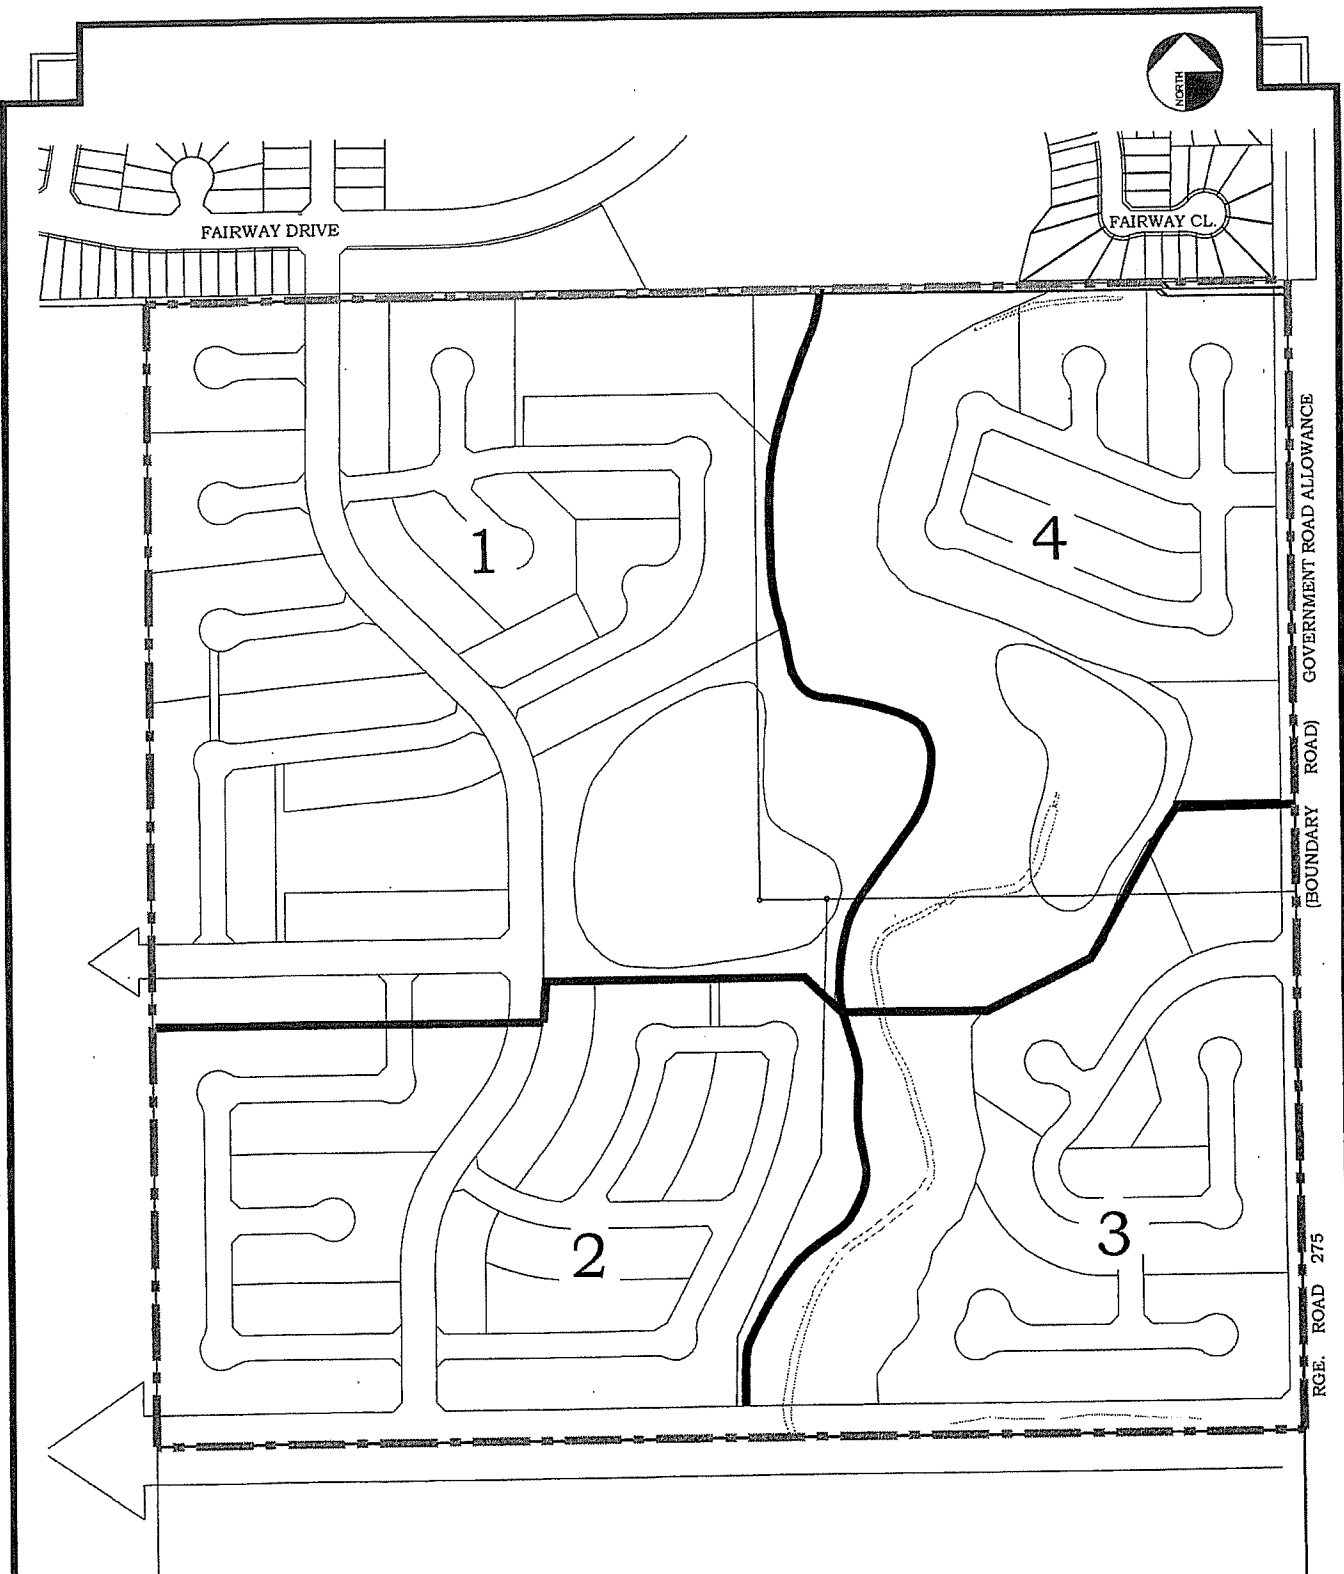 NORTH
FAIRWAY DRIVE
FAIRWAY CL.
1
4
2
3
GOVERNMENT ROAD ALLOWANCE
(BOUNDARY ROAD)
RGE. ROAD 275